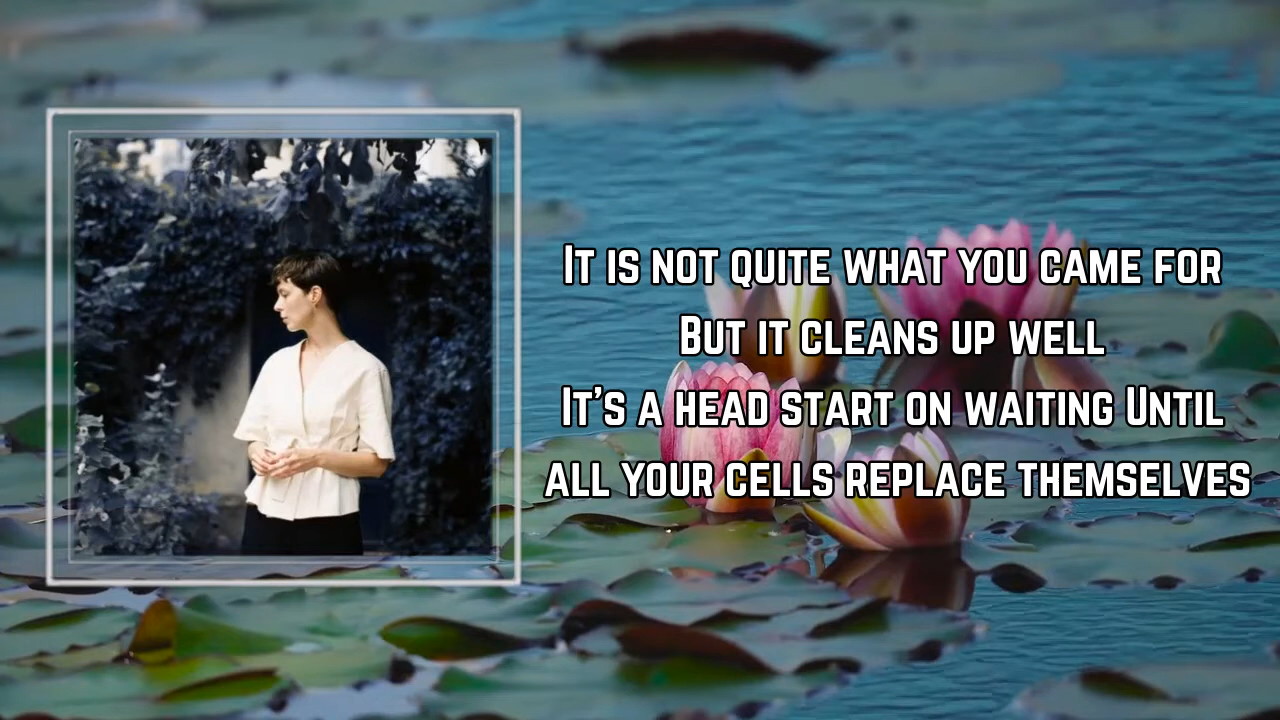 It is not quite what you came for
But it cleans up well
It's a head start on waiting Until
all your cells replace themselves